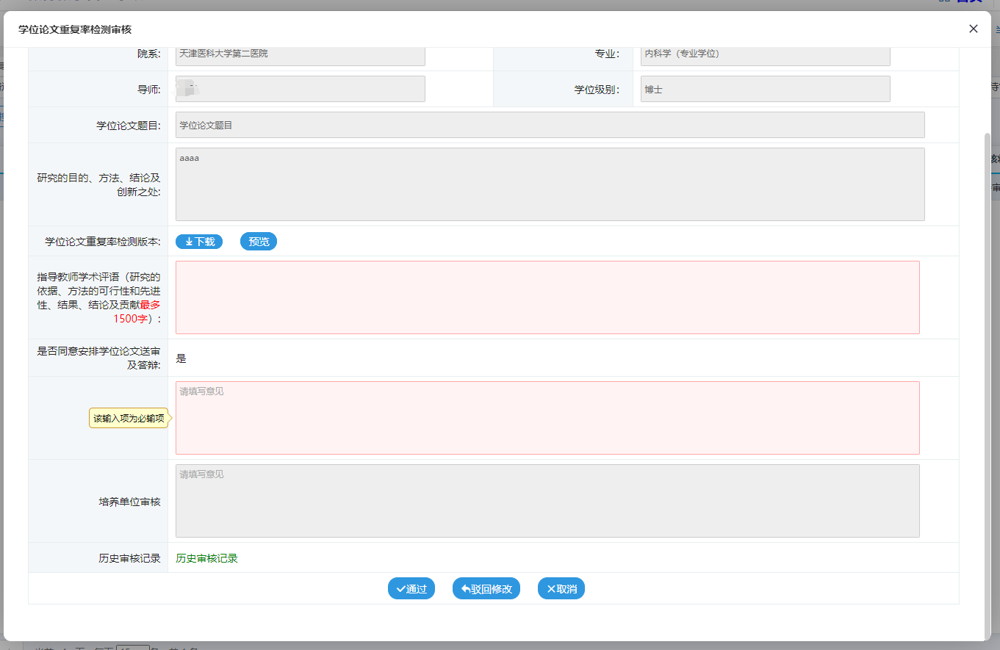 首页
学位论文重复率检测审核
院系: 天津医科大学第二医院 专业: 内科学（专业学位）
导师: 学位级别: 博士
学位论文题目: 学位论文题目
研究的目的、方法、结论及
创新之处:
aaaa
学位论文重复率检测版本: 下载 预览
指导教师学术评语（研究的
依据、方法的可行性和先进
性、结果、结论及贡献最多
1500字）:
是否同意安排学位论文送审
及答辩:
是
请填写意见
该输入项为必输项
请填写意见
培养单位审核
历史审核记录 历史审核记录
通过 驳回修改 取消